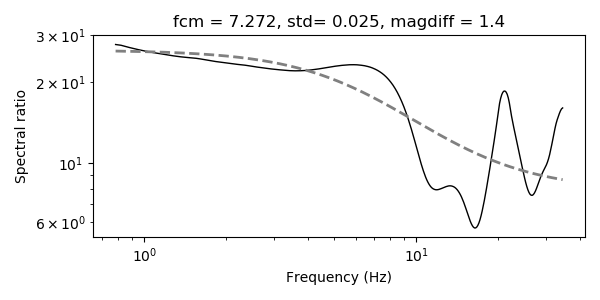 fcm = 7.272, std= 0.025, magdiff = 1.4
Spectral ratio
3 × 10¹
2 × 10¹
10¹
6 × 10⁰
10⁰ 10¹
Frequency (Hz)